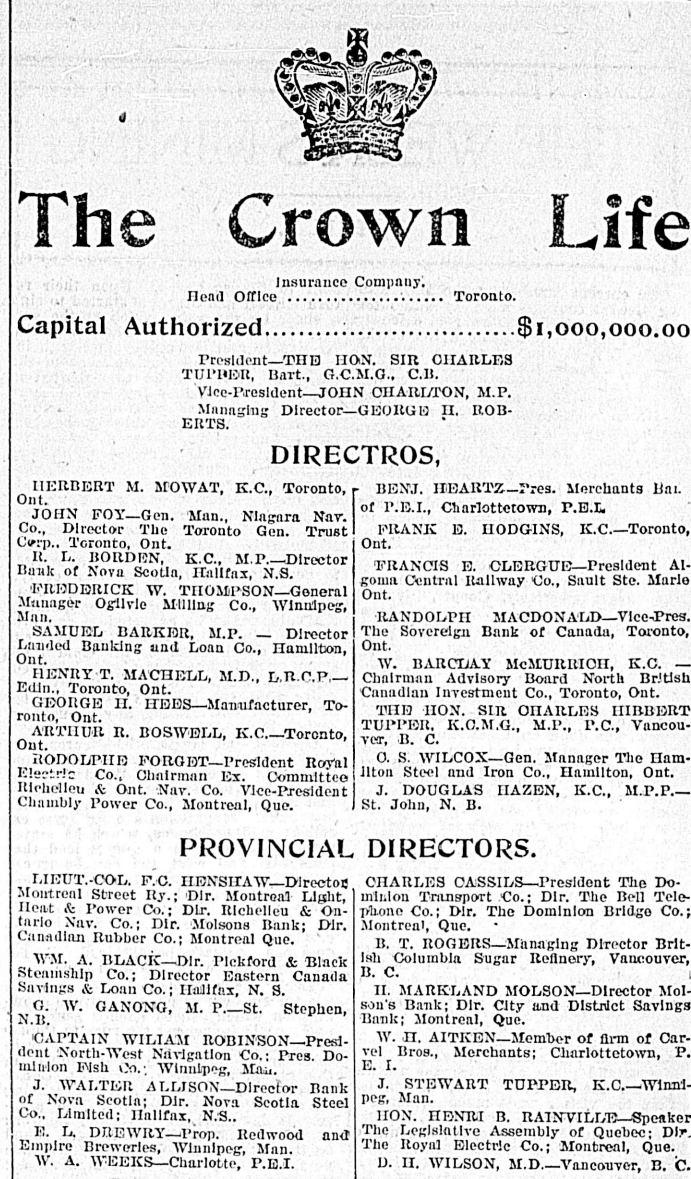 The Crown Life
Insurance Company.
Head Office .................... Toronto.
Capital Authorized..........................$1,000,000.00
President—THE HON. SIR CHARLES
TUPPER, Bart., G.C.M.G., C.B.
Vice-President—JOHN CHARLTON, M.P.
Managing Director—GEORGE H. ROB-
ERTS.
DIRECTROS,
HERBERT M. MOWAT, K.C., Toronto,
Ont.
JOHN FOY—Gen. Man., Niagara Nav.
Co., Director The Toronto Gen. Trust
Corp., Toronto, Ont.
R. L. BORDEN, K.C., M.P.—Director
Bank of Nova Scotia, Halifax, N.S.
FREDERICK W. THOMPSON—General
Manager Ogilvie Milling Co., Winnipeg,
Man.
SAMUEL BARKER, M.P. — Director
Landed Banking and Loan Co., Hamilton,
Ont.
HENRY T. MACHELL, M.D., L.R.C.P.—
Edin., Toronto, Ont.
GEORGE H. HEES—Manufacturer, To-
ronto, Ont.
ARTHUR R. BOSWELL, K.C.—Toronto,
Ont.
RODOLPHE FORGET—President Royal
Electric Co., Chairman Ex. Committee
Richelieu & Ont. Nav. Co. Vice-President
Chambly Power Co., Montreal, Que.
BENJ. HEARTZ—Pres. Merchants
of P.E.I., Charlottetown, P.E.I.
FRANK E. HODGINS, K.C.—Toronto,
Ont.
FRANCIS E. CLERGUE—President Al-
goma Central Railway Co., Sault Ste. Marie
Ont.
RANDOLPH MACDONALD—Vice-Pres.
The Sovereign Bank of Canada, Toronto,
Ont.
W. BARCLAY McMURRICH, K.C. —
Chairman Advisory Board North British
Canadian Investment Co., Toronto, Ont.
THE HON. SIR CHARLES HIBBERT
TUPPER, K.C.M.G., M.P., P.C., Vancou-
ver, B. C.
C. S. WILCOX—Gen. Manager The Ham-
ilton Steel and Iron Co., Hamilton, Ont.
J. DOUGLAS HAZEN, K.C., M.P.P.—
St. John, N. B.
PROVINCIAL DIRECTORS.
LIEUT.-COL. F.C. HENSHAW—Director
Montreal Street Ry.; Dir. Montreal Light,
Heat & Power Co.; Dir. Richelieu & On-
tario Nav. Co.; Dir. Molsons Bank; Dir.
Canadian Rubber Co.; Montreal Que.
WM. A. BLACK—Dir. Pickford & Black
Steamship Co.; Director Eastern Canada
Savings & Loan Co.; Halifax, N. S.
G. W. GANONG, M. P.—St. Stephen,
N.B.
CAPTAIN WILIAM ROBINSON—Presi-
dent North-West Navigation Co.; Pres. Do-
minion Fish Co.; Winnipeg, Man.
J. WALTER ALLISON—Director Bank
of Nova Scotia; Dir. Nova Scotia Steel
Co., Limited; Halifax, N.S..
E. L. DREWRY—Prop. Redwood and
Empire Breweries, Winnipeg, Man.
W. A. WEEKS—Charlotte, P.E.I.
CHARLES CASSILS—President The Do-
minion Transport Co.; Dir. The Bell Tele-
phone Co.; Dir. The Dominion Bridge Co.;
Montreal, Que.
B. T. ROGERS—Managing Director Brit-
ish Columbia Sugar Refinery, Vancouver,
B. C.
H. MARKLAND MOLSON—Director Mol-
son's Bank; Dir. City and District Savings
Bank; Montreal, Que.
W. H. AITKEN—Member of firm of Car-
vel Bros., Merchants; Charlottetown, P.
E. I.
J. STEWART TUPPER, K.C.—Winni-
peg, Man.
HON. HENRI B. RAINVILLE—Speaker
The Legislative Assembly of Quebec; Dir.
The Royal Electric Co.; Montreal, Que.
D. H. WILSON, M.D.—Vancouver, B. C.